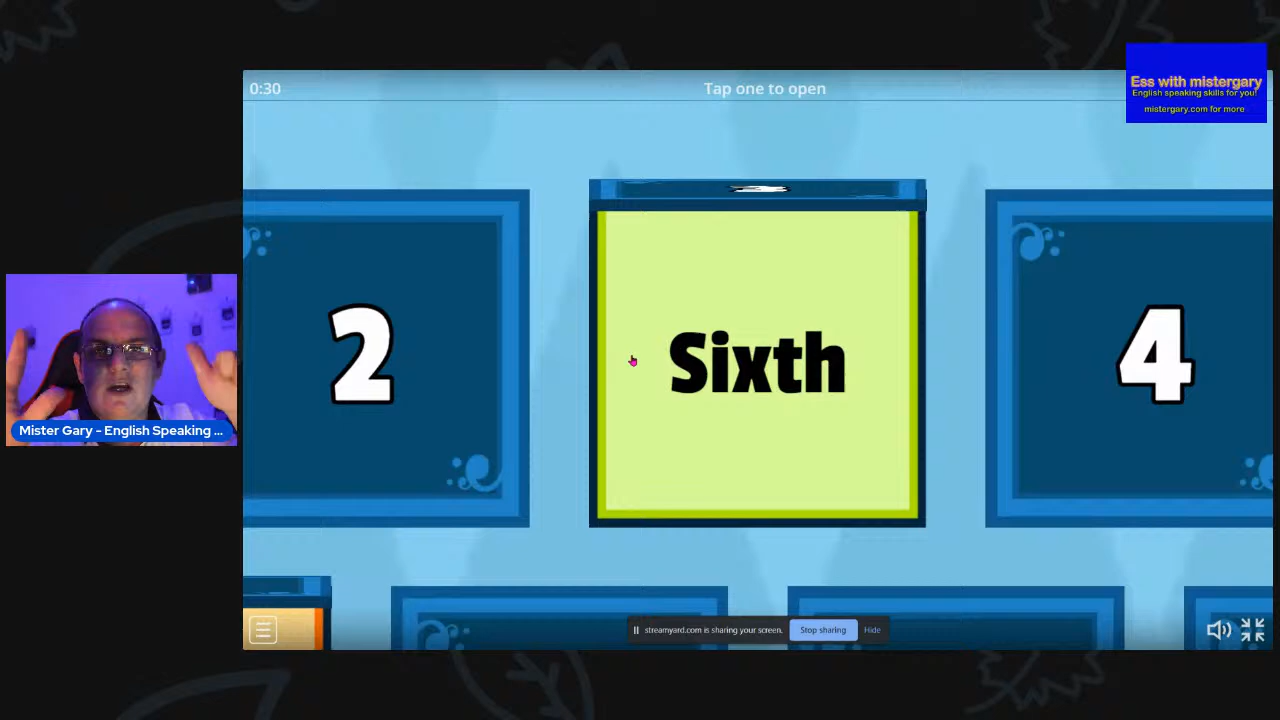 0:30
Tap one to open
Ess with mistergary
English speaking skills for you!
mistergary.com for more
2
Sixth
4
Mister Gary – English Speaking ...
streamyard.com is sharing your screen.
Stop sharing
Hide